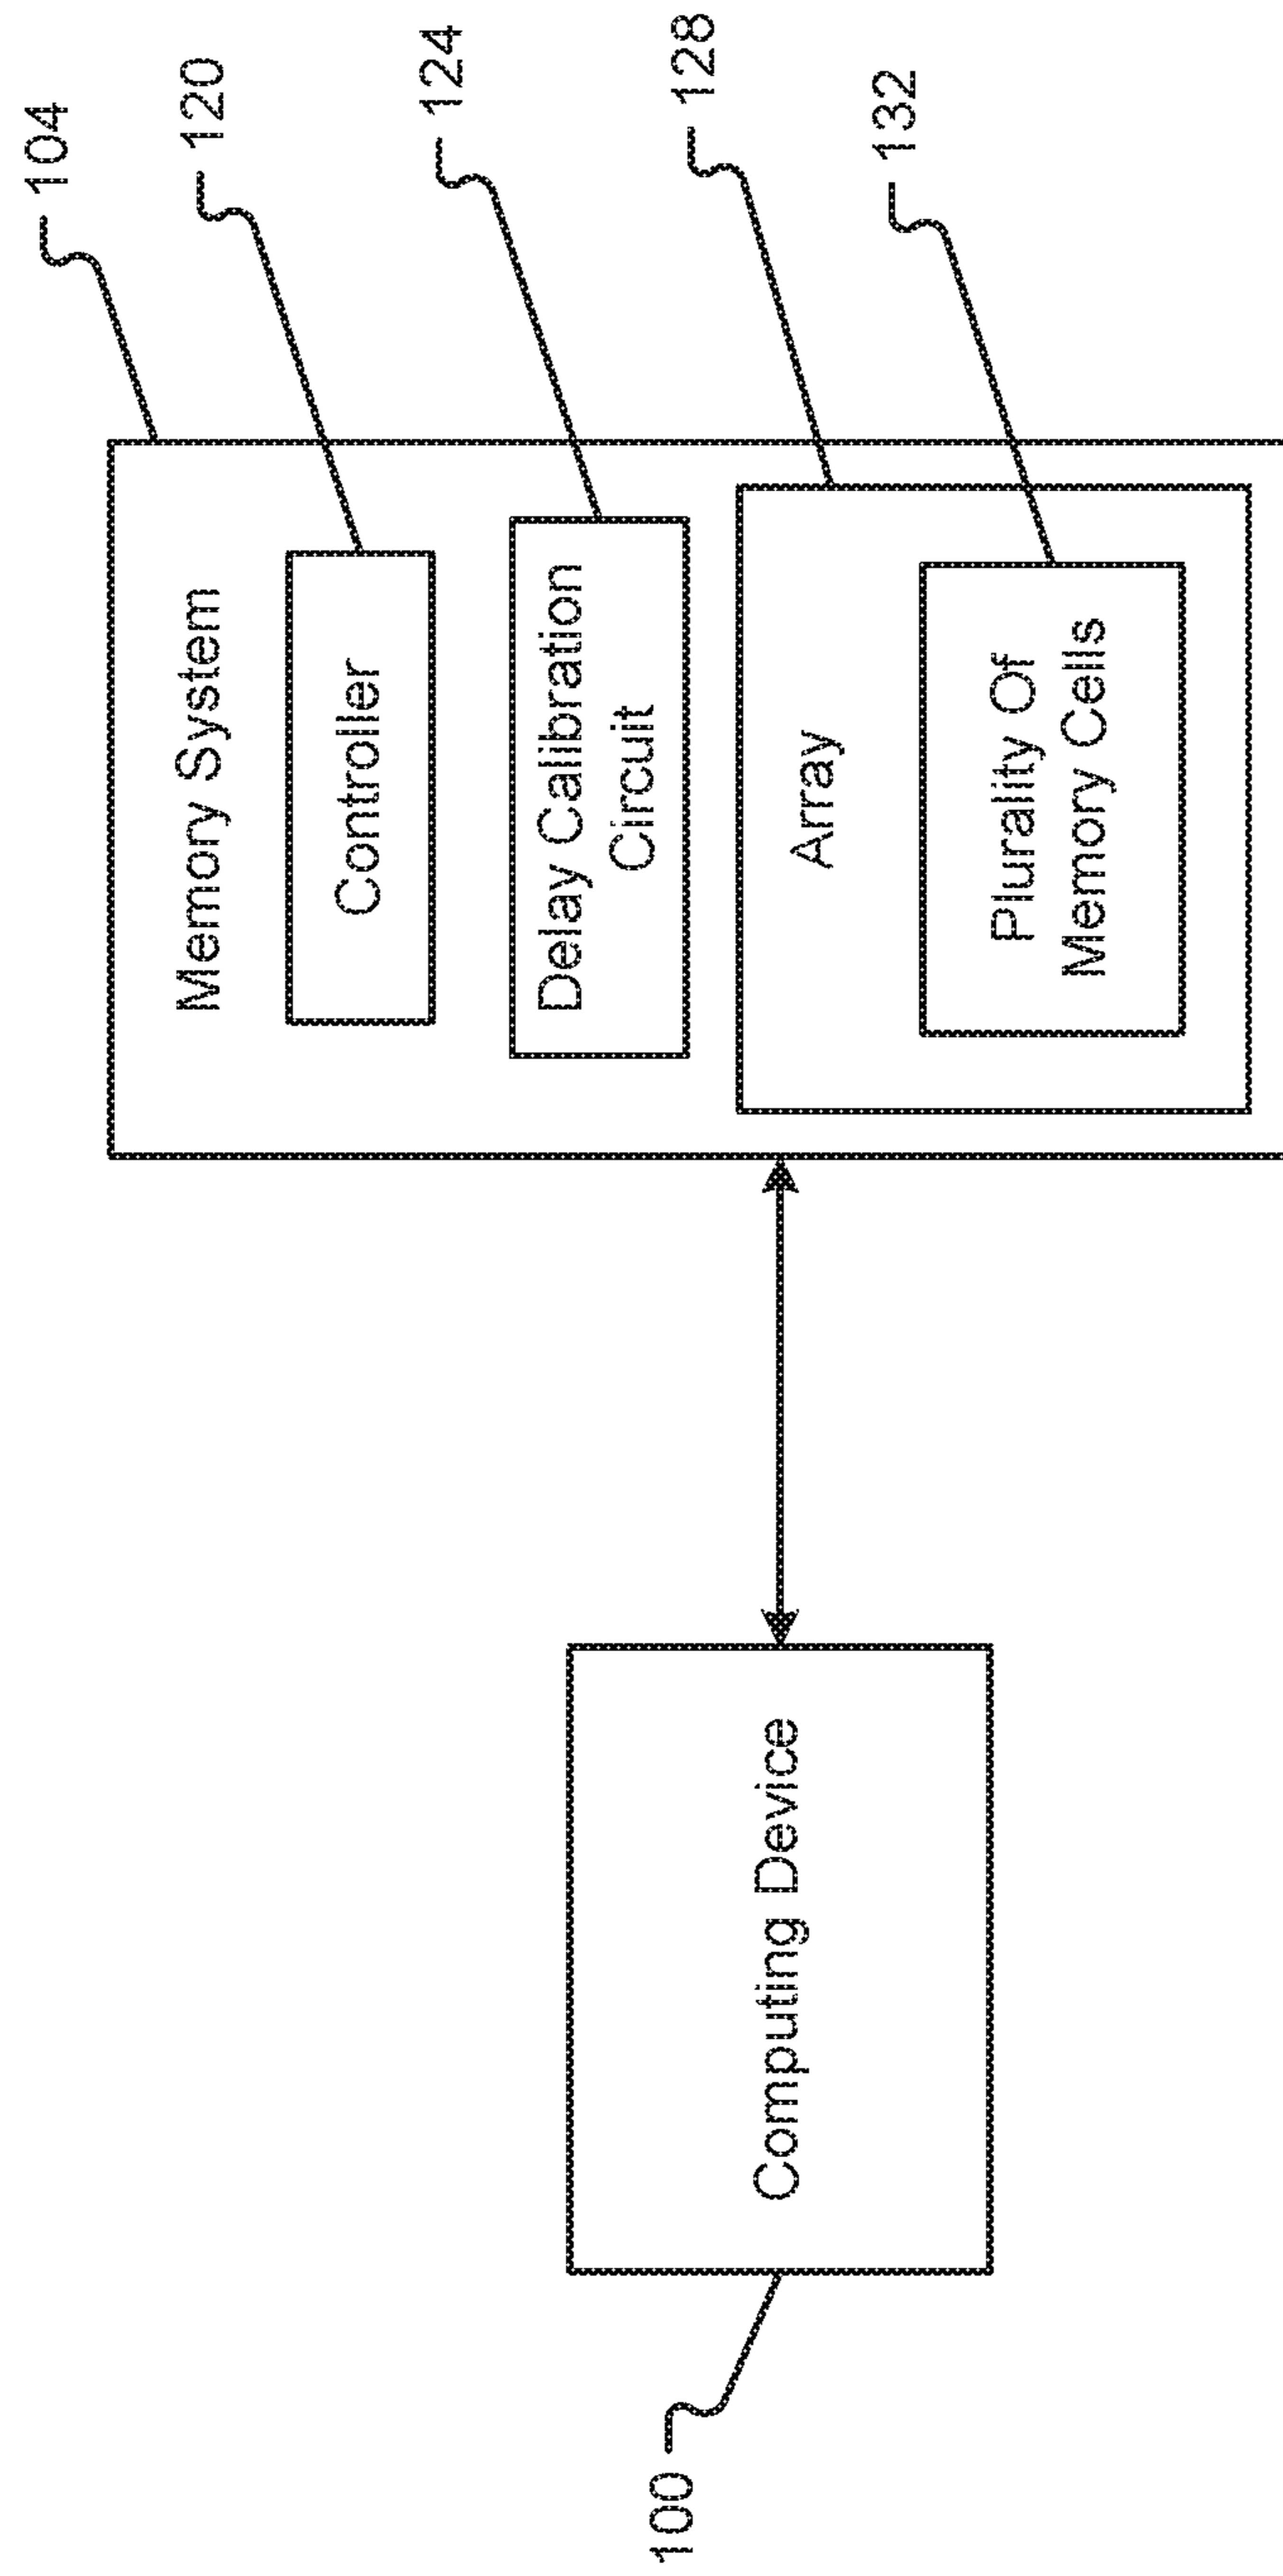 104
Memory System
120
Controller
124
Delay Calibration
Circuit
128
Array
132
Plurality Of
Memory Cells
Computing Device
100